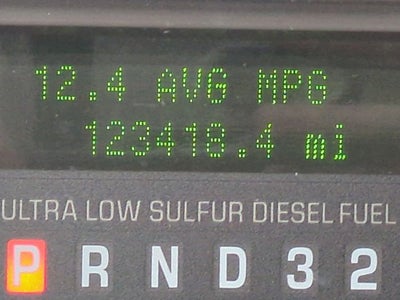 12.4 AVG MPG
123418.4 mi
ULTRA LOW SULFUR DIESEL FUEL
P R N D 3 2